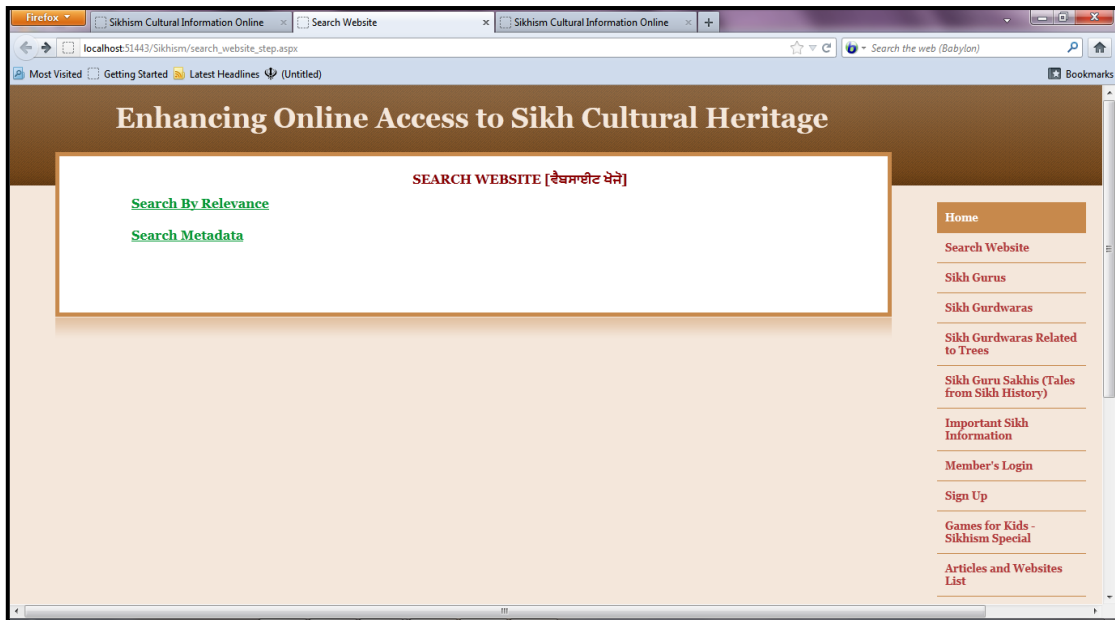 Firefox
Sikhism Cultural Information Online
Search Website
Sikhism Cultural Information Online
localhost:51443/Sikhism/search_website_step.aspx
Search the web (Babylon)
Most Visited
Getting Started
Latest Headlines
(Untitled)
Bookmarks
Enhancing Online Access to Sikh Cultural Heritage
SEARCH WEBSITE [ਵੈਬਸਾਈਟ ਖੋਜੋ]
Search By Relevance
Search Metadata
Home
Search Website
Sikh Gurus
Sikh Gurdwaras
Sikh Gurdwaras Related
to Trees
Sikh Guru Sakhis (Tales
from Sikh History)
Important Sikh
Information
Member's Login
Sign Up
Games for Kids -
Sikhism Special
Articles and Websites
List